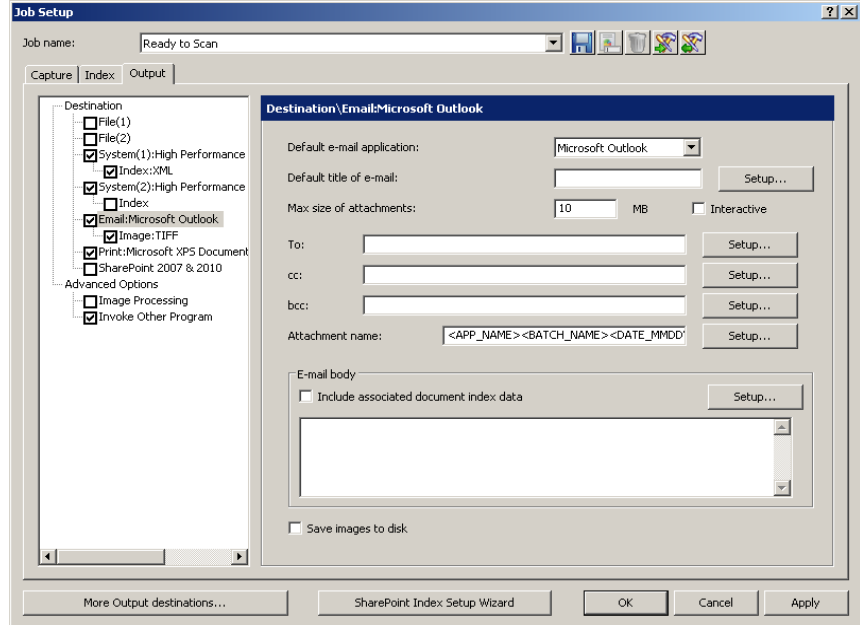 Job Setup
Job name: Ready to Scan
Capture Index Output
Destination
File(1)
File(2)
System(1):High Performance
Index:XML
System(2):High Performance
Index
Email:Microsoft Outlook
Image:TIFF
Print:Microsoft XPS Document
SharePoint 2007 & 2010
Advanced Options
Image Processing
Invoke Other Program
Destination\Email:Microsoft Outlook
Default e-mail application: Microsoft Outlook
Default title of e-mail: Setup...
Max size of attachments: 10 MB Interactive
To: Setup...
cc: Setup...
bcc: Setup...
Attachment name: <APP_NAME><BATCH_NAME><DATE_MMDD Setup...
E-mail body
Include associated document index data Setup...
Save images to disk
More Output destinations... SharePoint Index Setup Wizard OK Cancel Apply